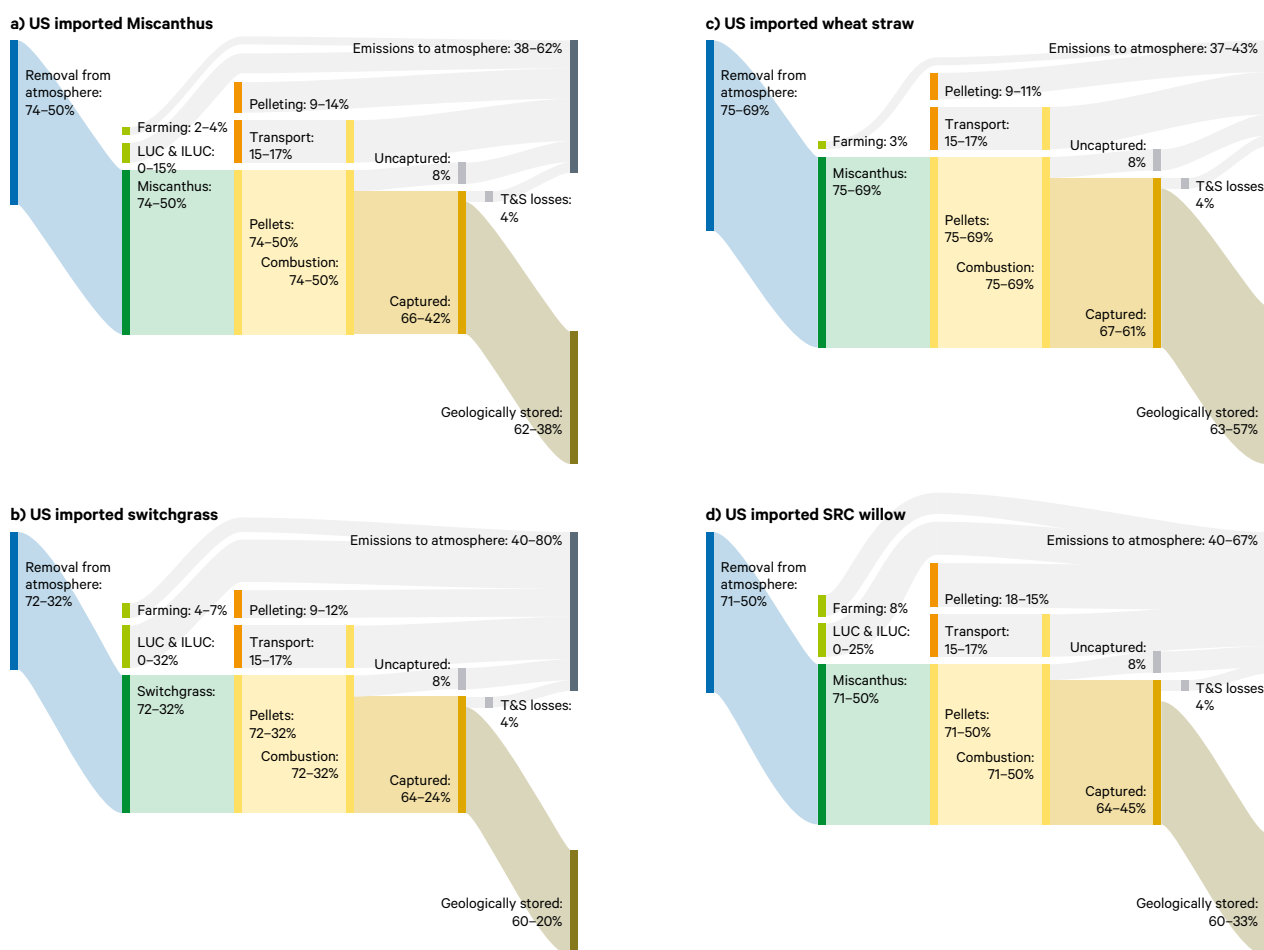 a) US imported Miscanthus
Emissions to atmosphere: 38–62%
Removal from
atmosphere:
74–50%
Pelleting: 9–14%
Farming: 2–4%
Transport:
15–17%
LUC & ILUC:
0–15%
Uncaptured:
8%
Miscanthus:
74–50%
T&S losses:
4%
Pellets:
74–50%
Combustion:
74–50%
Captured:
66–42%
Geologically stored:
62–38%
c) US imported wheat straw
Emissions to atmosphere: 37–43%
Removal from
atmosphere:
75–69%
Pelleting: 9–11%
Farming: 3%
Transport:
15–17%
Uncaptured:
8%
Miscanthus:
75–69%
T&S losses:
4%
Pellets:
75–69%
Combustion:
75–69%
Captured:
67–61%
Geologically stored:
63–57%
b) US imported switchgrass
Emissions to atmosphere: 40–80%
Removal from
atmosphere:
72–32%
Farming: 4–7%
Pelleting: 9–12%
LUC & ILUC:
0–32%
Transport:
15–17%
Uncaptured:
8%
Switchgrass:
72–32%
T&S losses:
4%
Pellets:
72–32%
Combustion:
72–32%
Captured:
64–24%
Geologically stored:
60–20%
d) US imported SRC willow
Emissions to atmosphere: 40–67%
Removal from
atmosphere:
71–50%
Farming: 8%
Pelleting: 18–15%
LUC & ILUC:
0–25%
Transport:
15–17%
Uncaptured:
8%
Miscanthus:
71–50%
T&S losses:
4%
Pellets:
71–50%
Combustion:
71–50%
Captured:
64–45%
Geologically stored:
60–33%